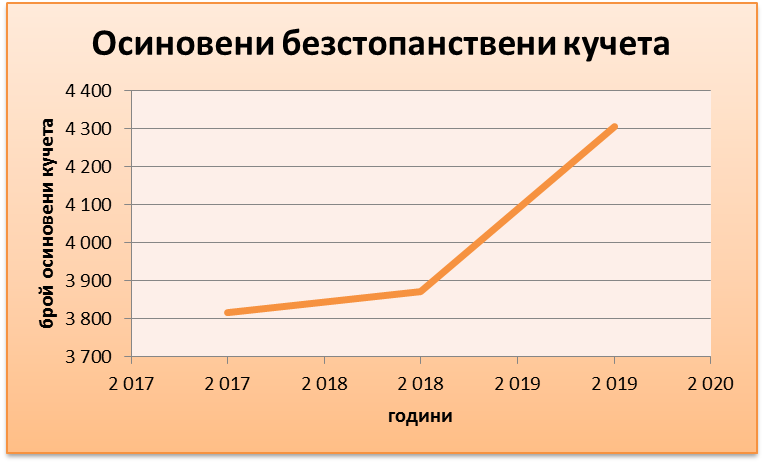 Осиновени безстопанствени кучета
брой осиновени кучета
4 400
4 300
4 200
4 100
4 000
3 900
3 800
3 700
2 017 2 017 2 018 2 018 2 019 2 019 2 020
години